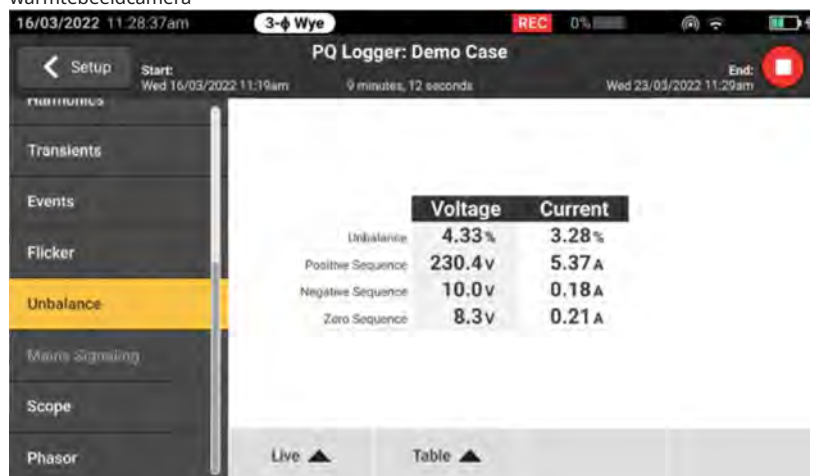 warmtebeeldcamera
16/03/2022 11:28:37am 3-ϕ Wye REC 0%
Setup Start: Wed 16/03/2022 11:19am PQ Logger: Demo Case 9 minutes, 12 seconds End: Wed 23/03/2022 11:29am
Harmonics
Transients
Events
Flicker
Unbalance
Mains Signaling
Scope
Phasor
Voltage Current
Unbalance 4.33% 3.28%
Positive Sequence 230.4V 5.37A
Negative Sequence 10.0V 0.18A
Zero Sequence 8.3V 0.21A
Live Table